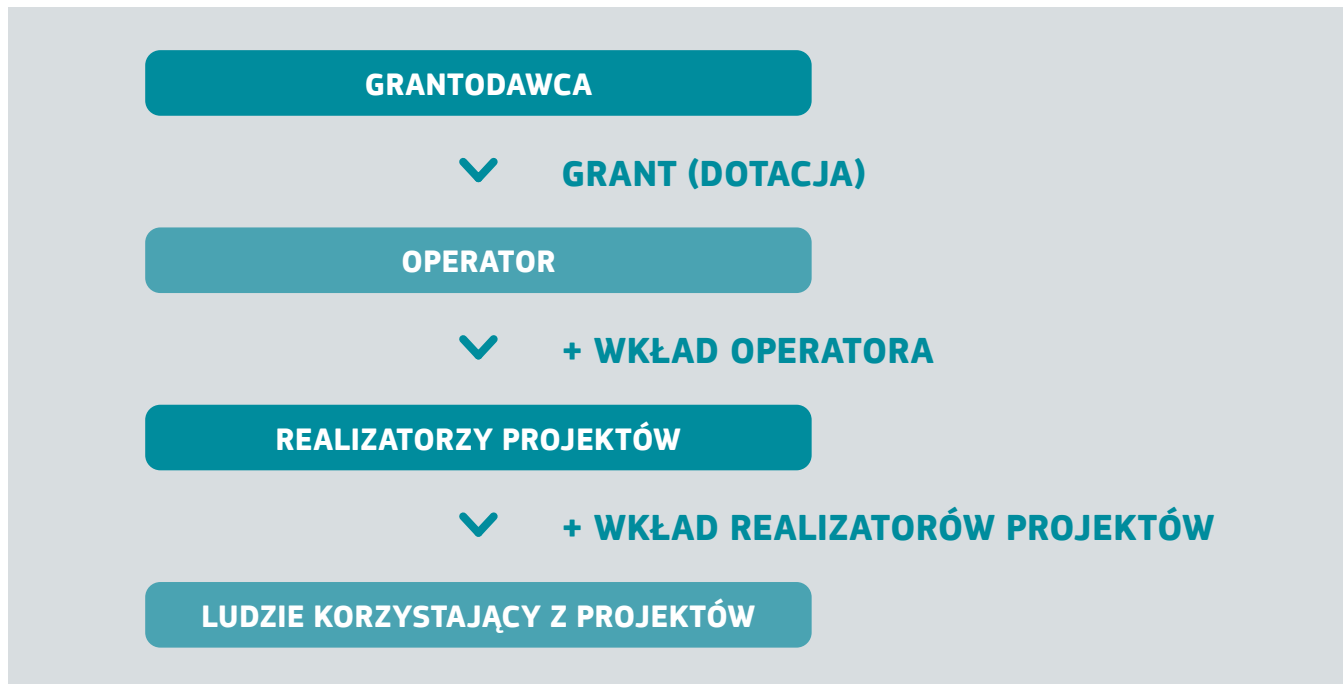 GRANTODAWCA
GRANT (DOTACJA)
OPERATOR
+ WKŁAD OPERATORA
REALIZATORZY PROJEKTÓW
+ WKŁAD REALIZATORÓW PROJEKTÓW
LUDZIE KORZYSTAJĄCY Z PROJEKTÓW